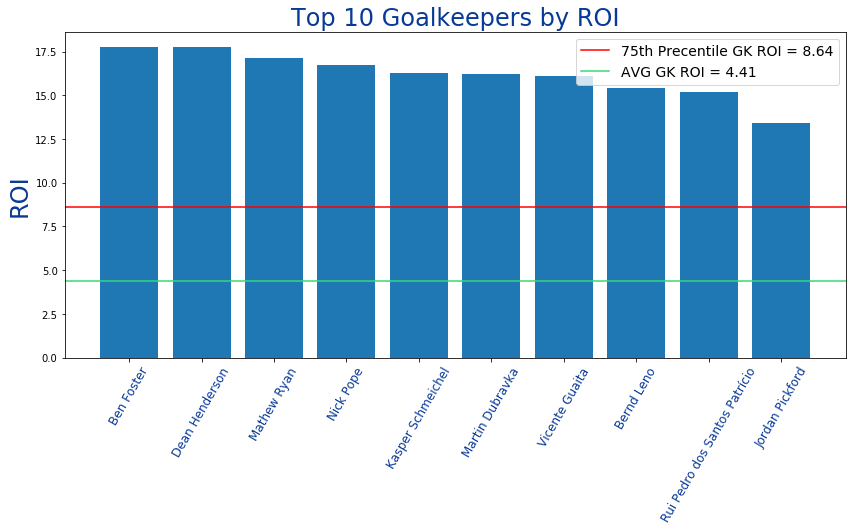 Top 10 Goalkeepers by ROI
75th Precentile GK ROI = 8.64
AVG GK ROI = 4.41
ROI
17.5
15.0
12.5
10.0
7.5
5.0
2.5
0.0
Ben Foster
Dean Henderson
Mathew Ryan
Nick Pope
Kasper Schmeichel
Martin Dubravka
Vicente Guaita
Bernd Leno
Rui Pedro dos Santos Patrício
Jordan Pickford